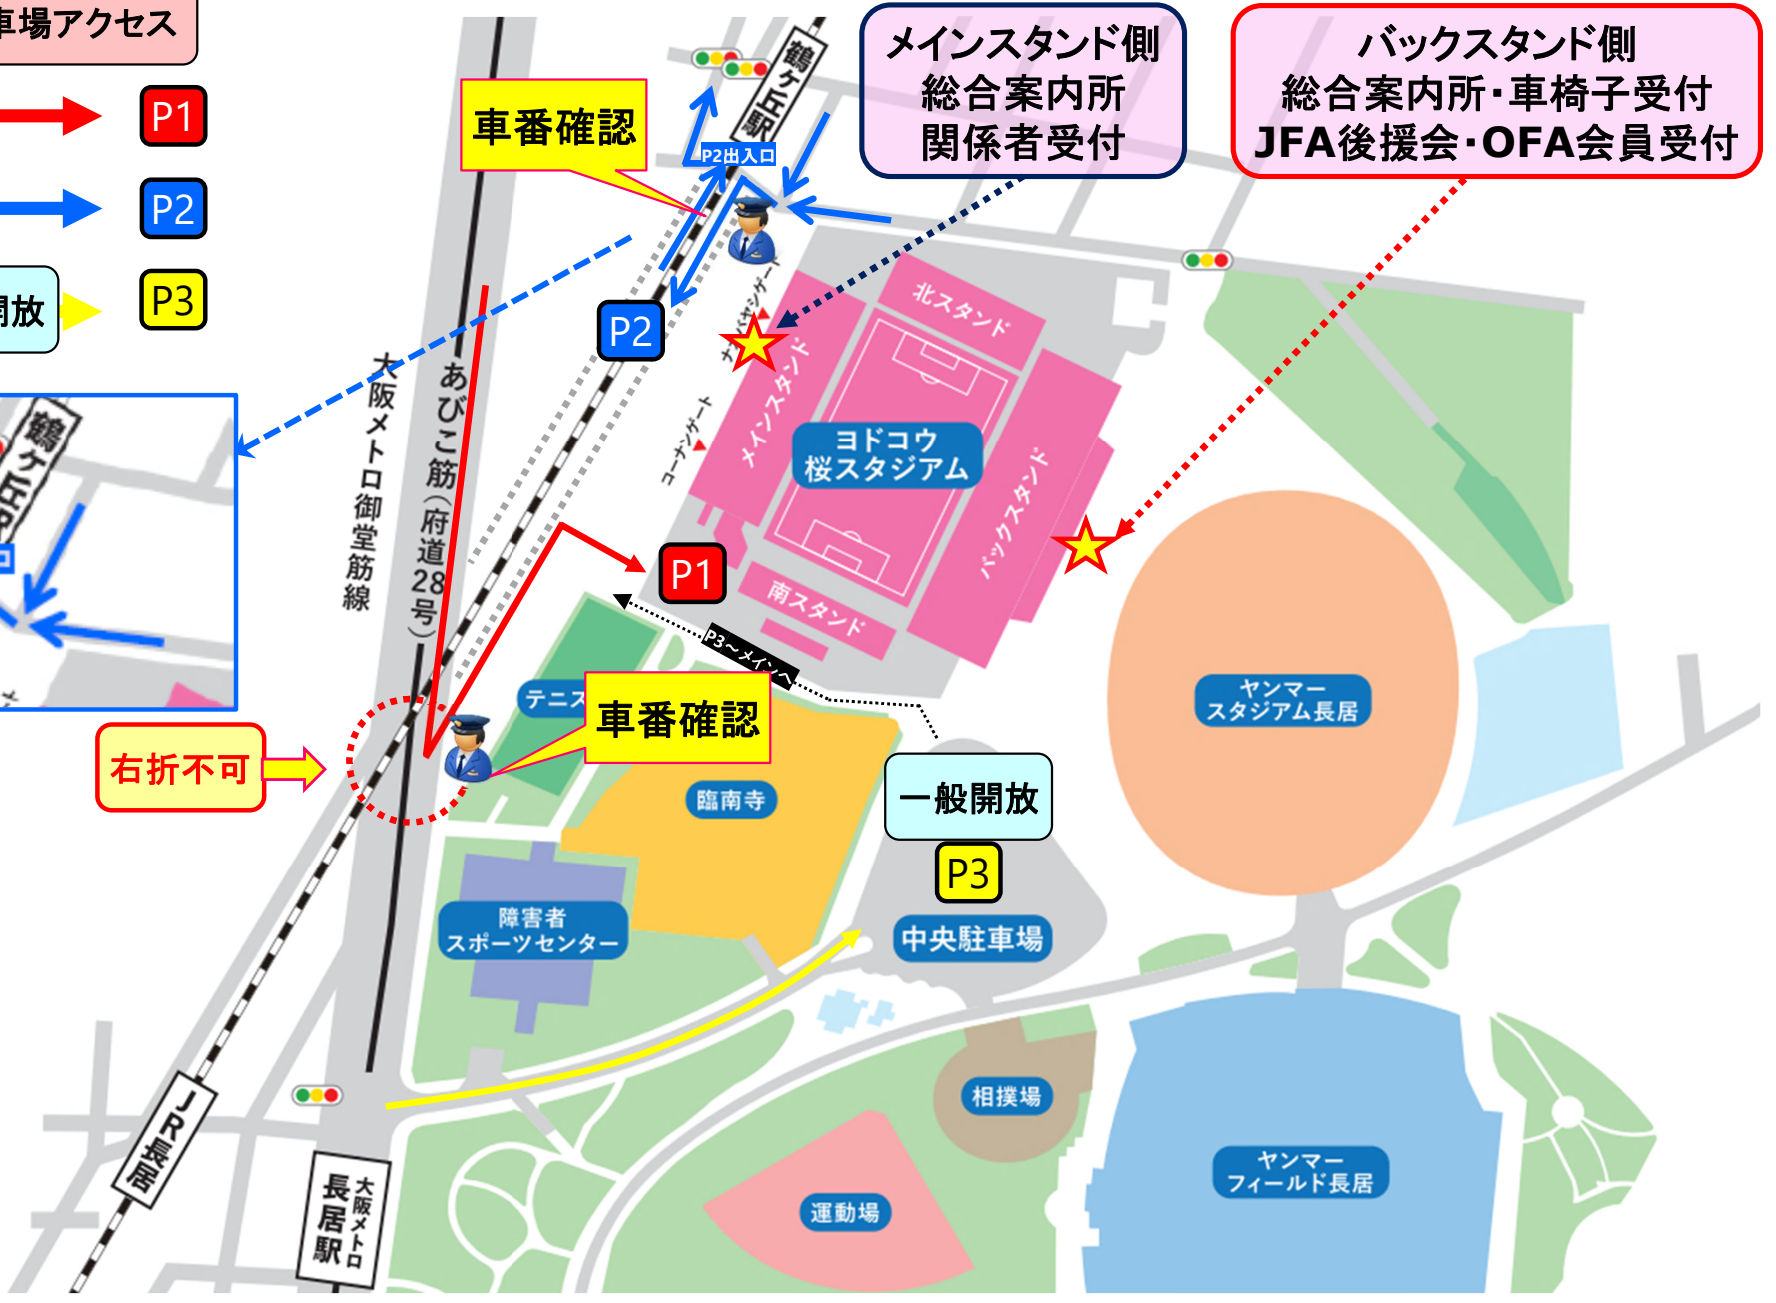 車場アクセス
P1
P2
開放
P3
鶴ケ丘駅
車番確認
P2出入口
メインスタンド側
総合案内所
関係者受付
バックスタンド側
総合案内所・車椅子受付
JFA後援会・OFA会員受付
P2
大阪メトロ御堂筋線
あびこ筋（府道28号）
コーナンゲート
北スタンド
メインスタンド
ヨドコウ
桜スタジアム
バックスタンド
南スタンド
P1
P3～メインへ
鶴ケ丘
テニス
車番確認
右折不可
臨南寺
一般開放
P3
中央駐車場
ヤンマー
スタジアム長居
障害者
スポーツセンター
相撲場
運動場
ヤンマー
フィールド長居
JR長居
大阪メトロ
長居駅